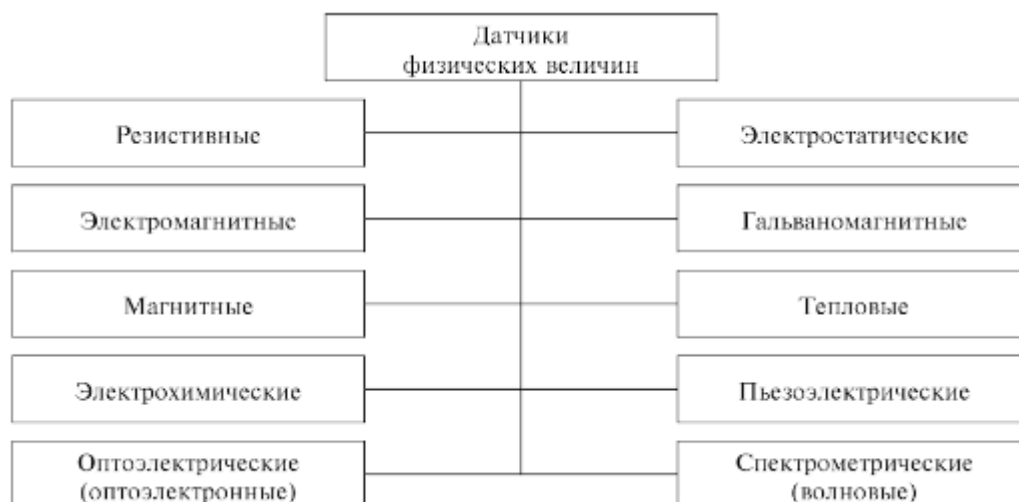 Датчики
физических величин
Резистивные
Электростатические
Электромагнитные
Гальваномагнитные
Магнитные
Тепловые
Электрохимические
Пьезоэлектрические
Оптоэлектрические
(оптоэлектронные)
Спектрометрические
(волновые)